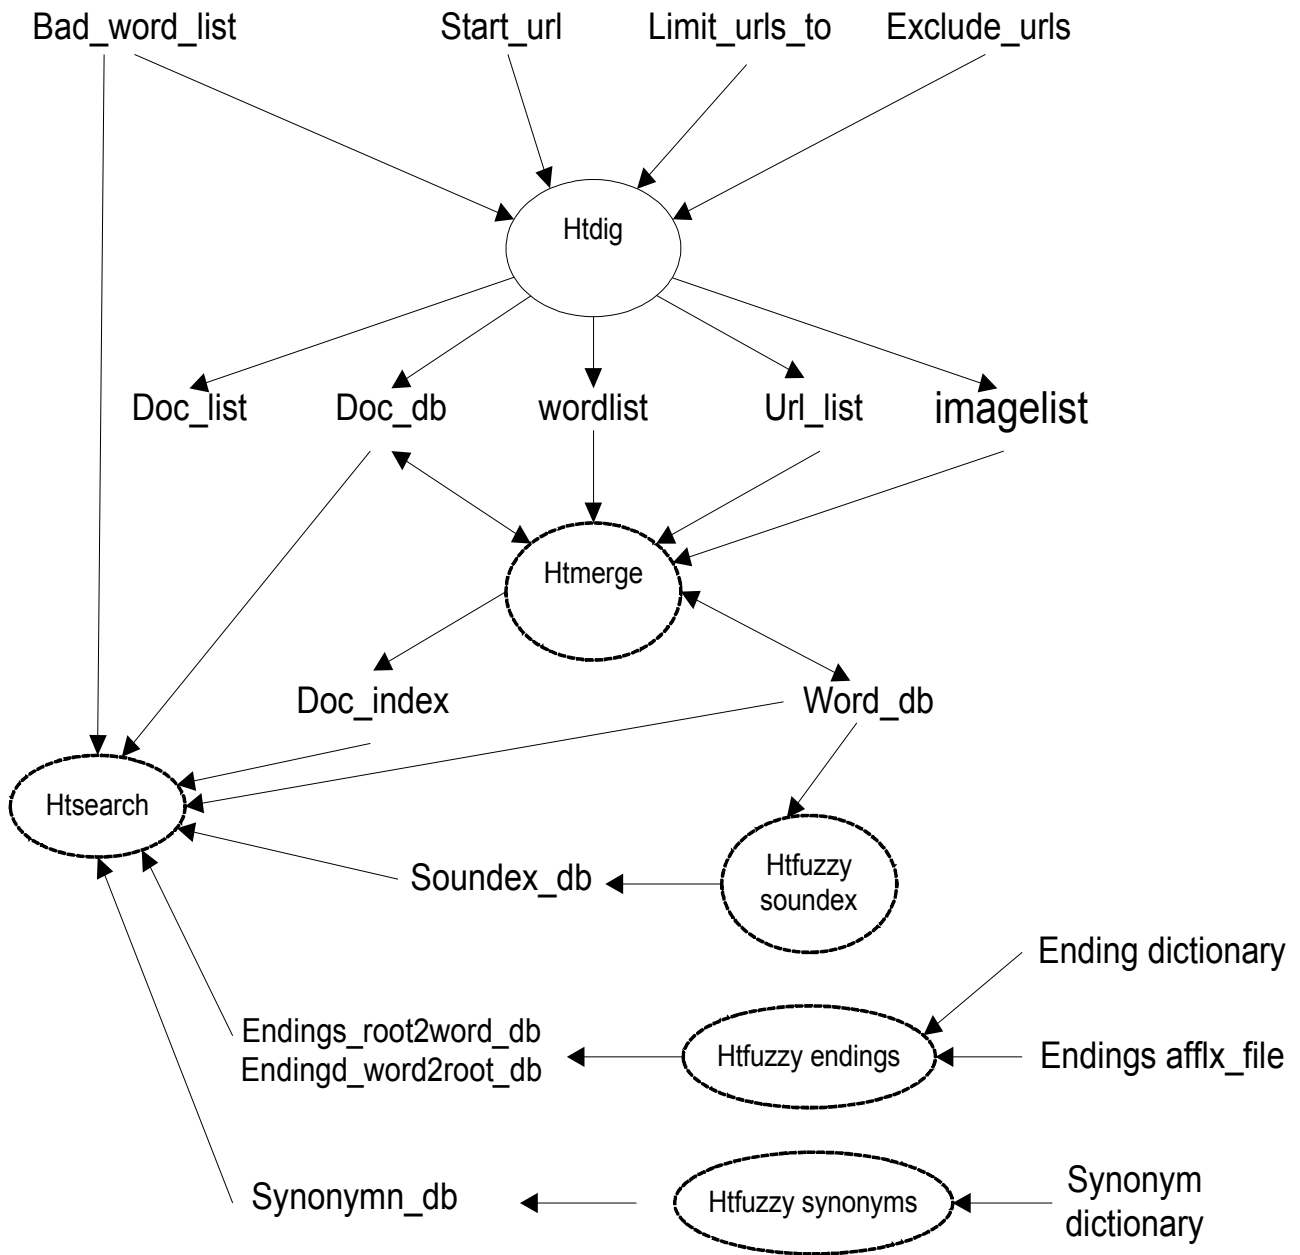 Bad_word_list
Start_url
Limit_urls_to
Exclude_urls
Htdig
Doc_list
Doc_db
wordlist
Url_list
imagelist
Htmerge
Doc_index
Word_db
Htsearch
Htfuzzy
soundex
Soundex_db
Ending dictionary
Endings_root2word_db
Endingd_word2root_db
Htfuzzy endings
Endings afflx_file
Synonymn_db
Htfuzzy synonyms
Synonym
dictionary